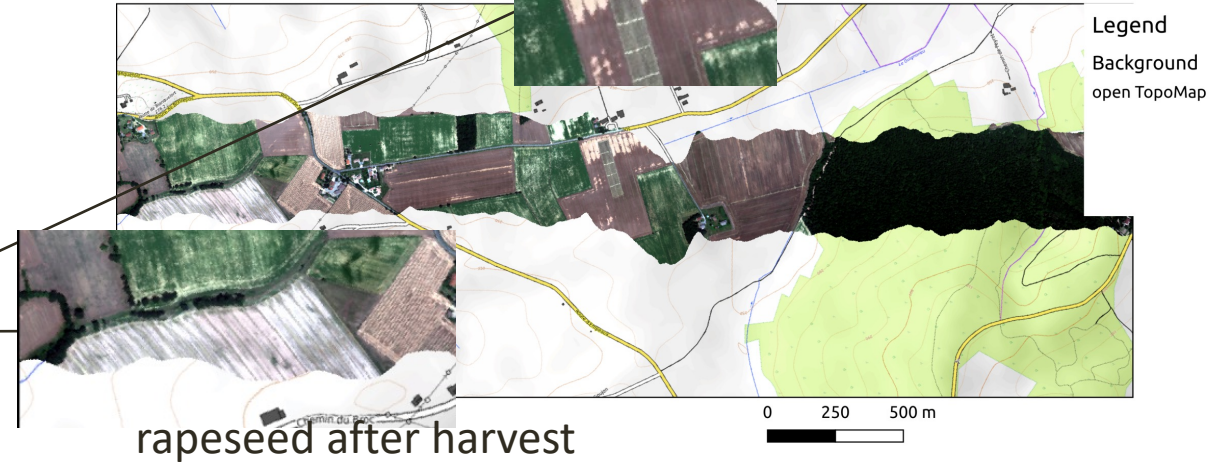 Legend
Background
open TopoMap
Chemin du Broc
0 250 500 m
rapeseed after harvest